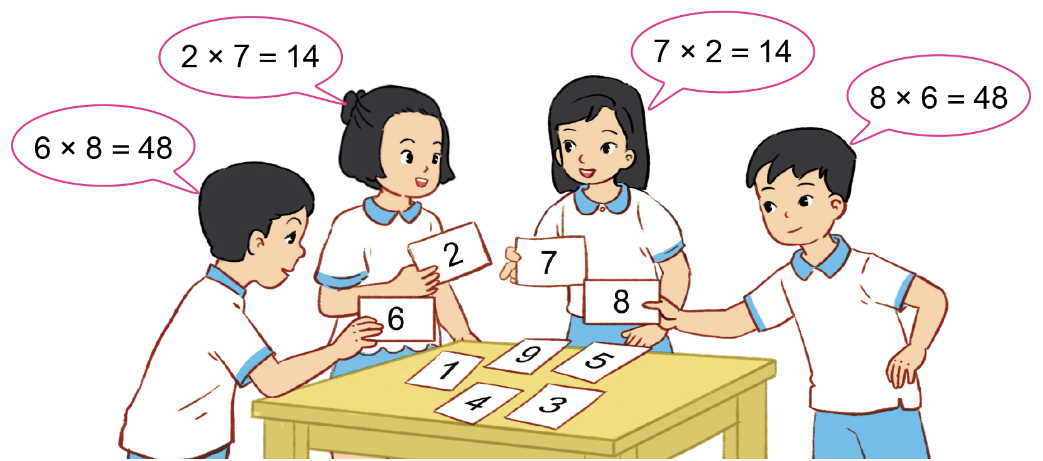 2 × 7 = 14
7 × 2 = 14
8 × 6 = 48
6 × 8 = 48
2
7
6
8
1
9
5
4
3